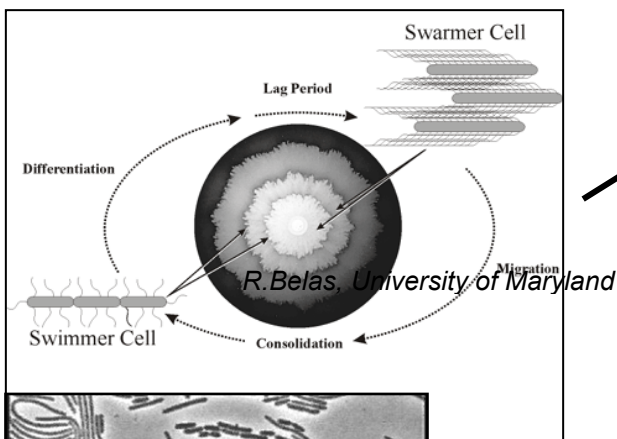 Swarmer Cell
Lag Period
Differentiation
R.Belas, University of Maryland
Migration
Swimmer Cell
Consolidation